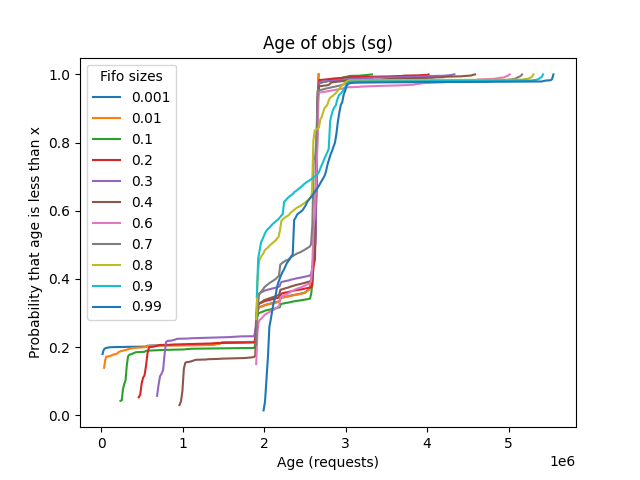 Age of objs (sg)
Probability that age is less than x
1.0
0.8
0.6
0.4
0.2
0.0
Fifo sizes
0.001
0.01
0.1
0.2
0.3
0.4
0.6
0.7
0.8
0.9
0.99
0 1 2 3 4 5
1e6
Age (requests)